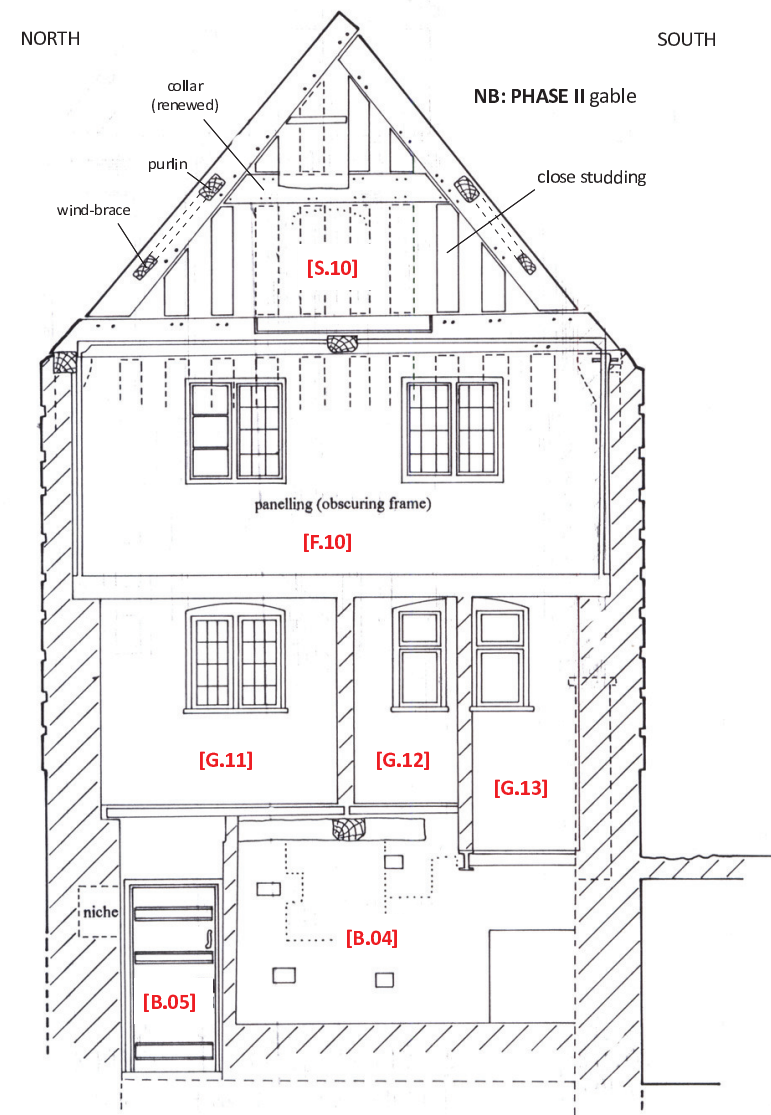 NORTH
SOUTH
collar
(renewed)
NB: PHASE II gable
purlin
close studding
wind-brace
[S.10]
panelling (obscuring frame)
[F.10]
[G.11]
[G.12]
[G.13]
niche
[B.04]
[B.05]